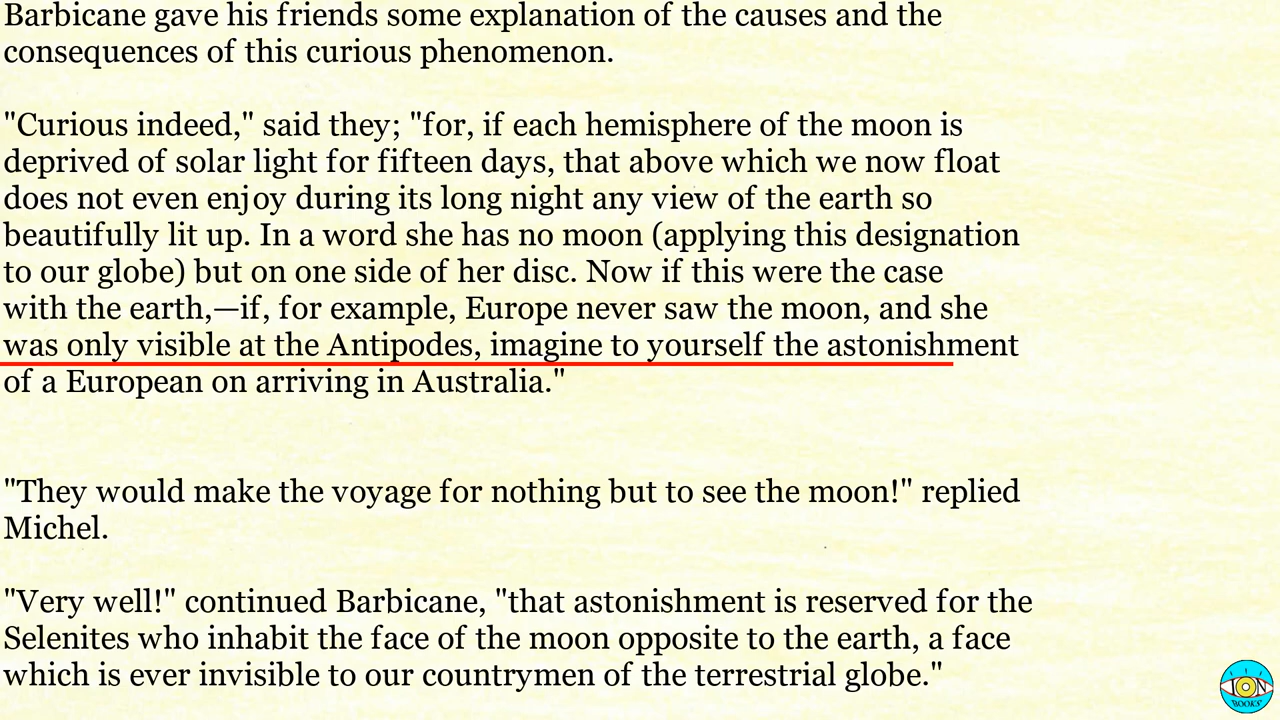 Barbicane gave his friends some explanation of the causes and the
consequences of this curious phenomenon.
"Curious indeed," said they; "for, if each hemisphere of the moon is
deprived of solar light for fifteen days, that above which we now float
does not even enjoy during its long night any view of the earth so
beautifully lit up. In a word she has no moon (applying this designation
to our globe) but on one side of her disc. Now if this were the case
with the earth,—if, for example, Europe never saw the moon, and she
was only visible at the Antipodes, imagine to yourself the astonishment
of a European on arriving in Australia."
"They would make the voyage for nothing but to see the moon!" replied
Michel.
"Very well!" continued Barbicane, "that astonishment is reserved for the
Selenites who inhabit the face of the moon opposite to the earth, a face
which is ever invisible to our countrymen of the terrestrial globe."
ION
BOOKS